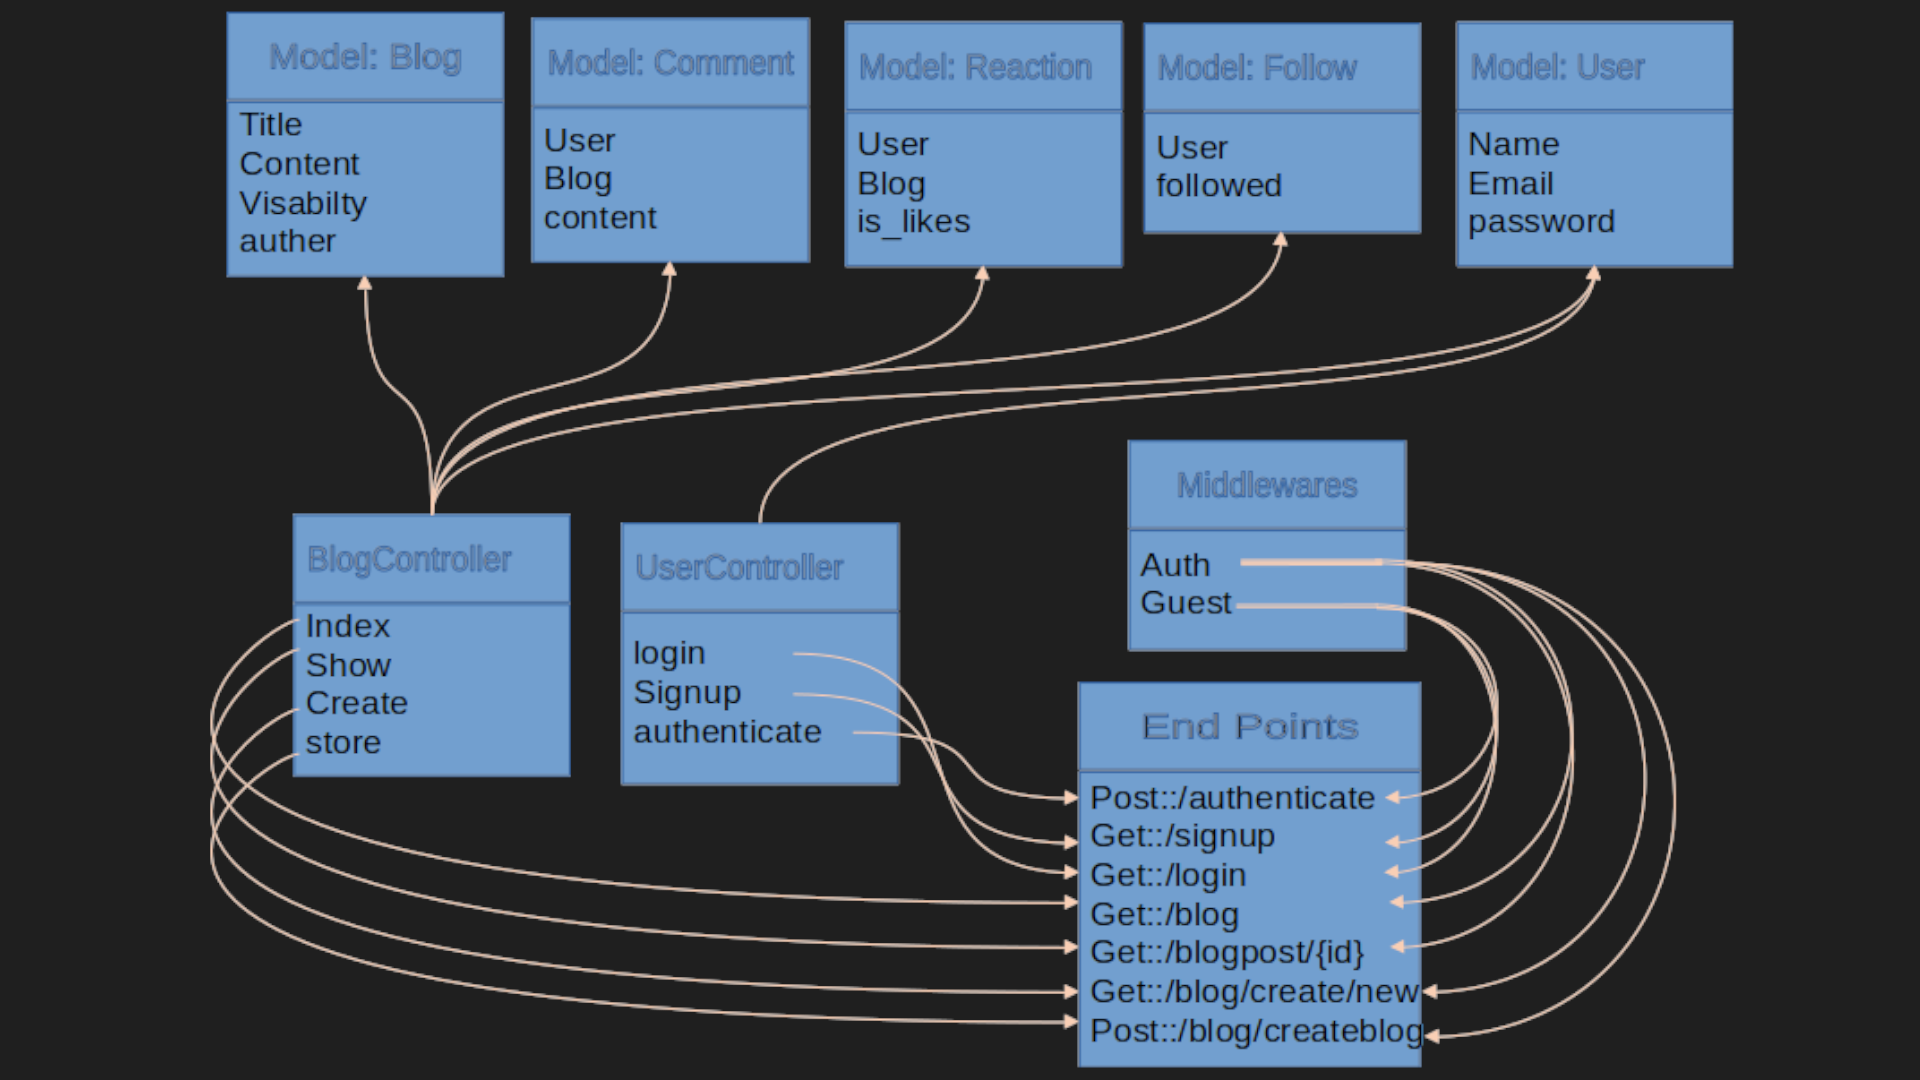 Model: Blog
Title
Content
Visabilty
auther
Model: Comment
User
Blog
content
Model: Reaction
User
Blog
is_likes
Model: Follow
User
followed
Model: User
Name
Email
password
BlogController
Index
Show
Create
store
UserController
login
Signup
authenticate
Middlewares
Auth
Guest
End Points
Post::/authenticate
Get::/signup
Get::/login
Get::/blog
Get::/blogpost/{id}
Get::/blog/create/new
Post::/blog/createblog